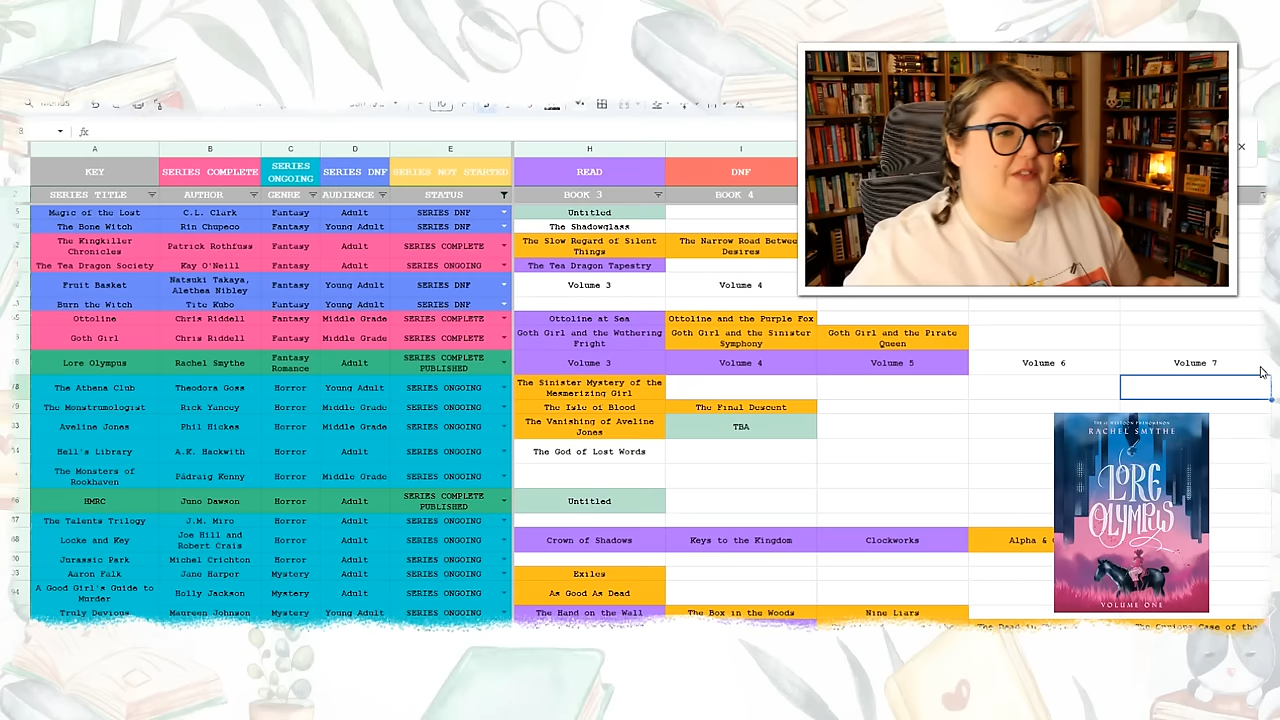 fx
A B C D E H I
KEY SERIES COMPLETE SERIES ONGOING SERIES DNF SERIES NOT STARTED READ DNF
SERIES TITLE AUTHOR GENRE AUDIENCE STATUS BOOK 3 BOOK 4
Magic of the Lost C.L. Clark Fantasy Adult SERIES DNF Untitled
The Bone Witch Rin Chupeco Fantasy Young Adult SERIES DNF The Shadowglass
The Kingkiller Chronicles Patrick Rothfuss Fantasy Adult SERIES COMPLETE The Slow Regard of Silent Things The Narrow Road Between Desires
The Tea Dragon Society Kay O'Neill Fantasy Adult SERIES ONGOING The Tea Dragon Tapestry
Fruit Basket Natsuki Takaya, Alethea Nibley Fantasy Young Adult SERIES DNF Volume 3 Volume 4
Burn the Witch Tite Kubo Fantasy Young Adult SERIES DNF
Ottoline Chris Riddell Fantasy Middle Grade SERIES COMPLETE Ottoline at Sea Ottoline and the Purple Fox
Goth Girl Chris Riddell Fantasy Middle Grade SERIES COMPLETE Goth Girl and the Wuthering Fright Goth Girl and the Sinister Symphony Goth Girl and the Pirate Queen
Lore Olympus Rachel Smythe Fantasy Romance Adult SERIES COMPLETE PUBLISHED Volume 3 Volume 4 Volume 5 Volume 6 Volume 7
The Athena Club Theodora Goss Horror Young Adult SERIES ONGOING The Sinister Mystery of the Mesmerizing Girl
The Monstrumologist Rick Yancey Horror Middle Grade SERIES ONGOING The Isle of Blood The Final Descent
Aveline Jones Phil Hickes Horror Middle Grade SERIES ONGOING The Vanishing of Aveline Jones TBA
Hell's Library A.K. Hackwith Horror Adult SERIES ONGOING The God of Lost Words
The Monsters of Rookhaven Pádraig Kenny Horror Middle Grade SERIES ONGOING
HMRC Juno Dawson Horror Adult SERIES COMPLETE PUBLISHED Untitled
The Talents Trilogy J.M. Miro Horror Adult SERIES ONGOING
Locke and Key Joe Hill and Robert Crais Horror Adult SERIES ONGOING Crown of Shadows Keys to the Kingdom Clockworks Alpha &
Jurassic Park Michel Crichton Horror Adult SERIES ONGOING
Aaron Falk Jane Harper Mystery Adult SERIES ONGOING Exiles
A Good Girl's Guide to Murder Holly Jackson Mystery Adult SERIES ONGOING As Good As Dead
Truly Devious Maureen Johnson Mystery Young Adult SERIES ONGOING The Hand on the Wall The Box in the Woods Nine Liars
The Curious Case of the
RACHEL SMYTHE
LORE
OLYMPUS
VOLUME ONE